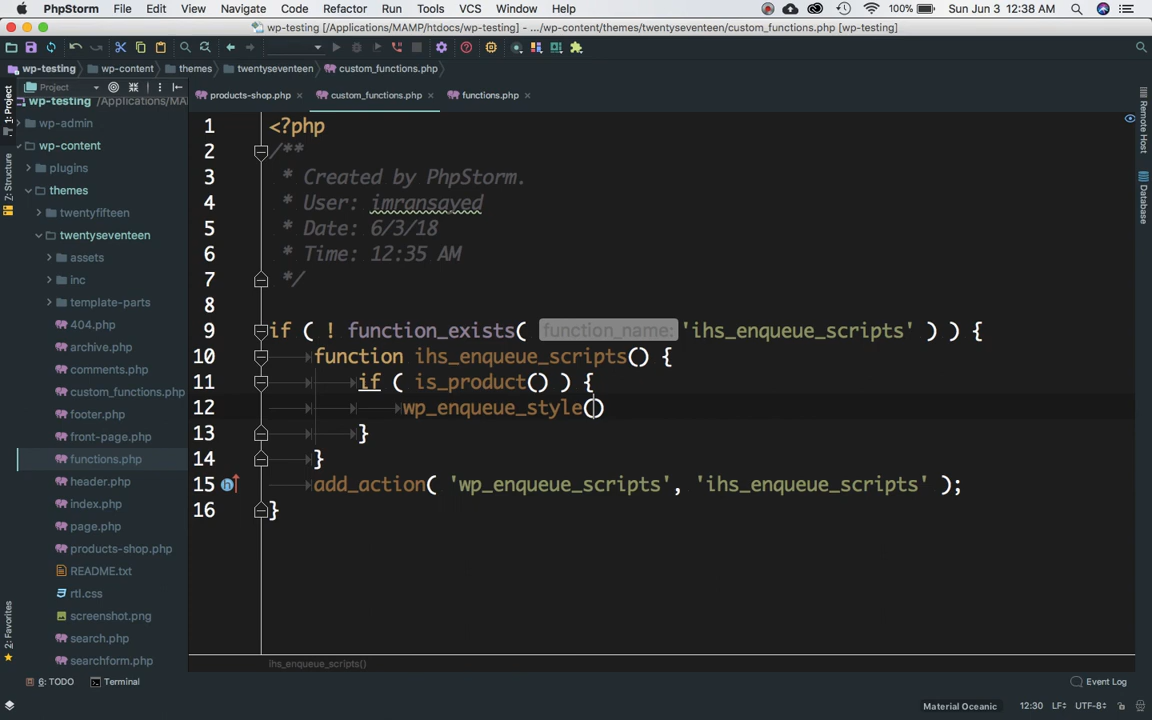 PhpStorm File Edit View Navigate Code Refactor Run Tools VCS Window Help 100% Sun Jun 3 12:38 AM
wp-testing [/Applications/MAMP/htdocs/wp-testing] - .../wp-content/themes/twentyseventeen/custom_functions.php [wp-testing]
wp-testing wp-content themes twentyseventeen custom_functions.php
Project
products-shop.php custom_functions.php functions.php
wp-testing /Applications/MA
wp-admin
wp-content
plugins
themes
twentyfifteen
twentyseventeen
assets
inc
template-parts
404.php
archive.php
comments.php
custom_functions.php
footer.php
front-page.php
functions.php
header.php
index.php
page.php
products-shop.php
README.txt
rtl.css
screenshot.png
search.php
searchform.php
1: Project
Z: Structure
2: Favorites
1 <?php
2 /**
3 * Created by PhpStorm.
4 * User: imransayed
5 * Date: 6/3/18
6 * Time: 12:35 AM
7 */
8
9 if ( ! function_exists( function_name: 'ihs_enqueue_scripts' ) ) {
10 function ihs_enqueue_scripts() {
11 if ( is_product() ) {
12 wp_enqueue_style()
13 }
14 }
15 add_action( 'wp_enqueue_scripts', 'ihs_enqueue_scripts' );
16 }
ihs_enqueue_scripts()
Remote Host
Database
6: TODO Terminal Event Log
Material Oceanic 12:30 LF÷ UTF-8÷